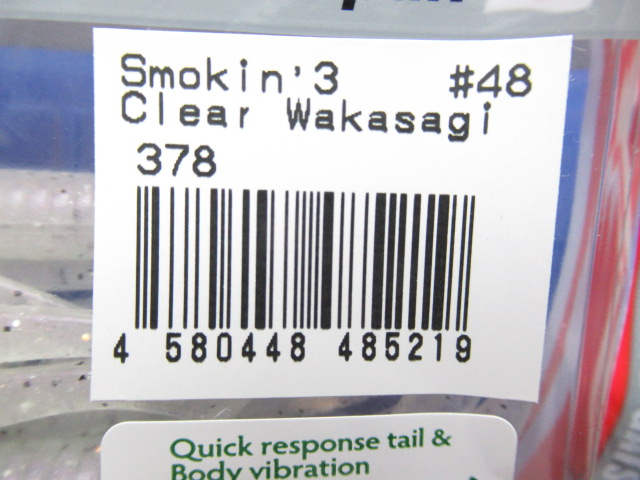 Smokin'3 #48
Clear Wakasagi
378
4 580448 485219
Quick response tail &
Body vibration